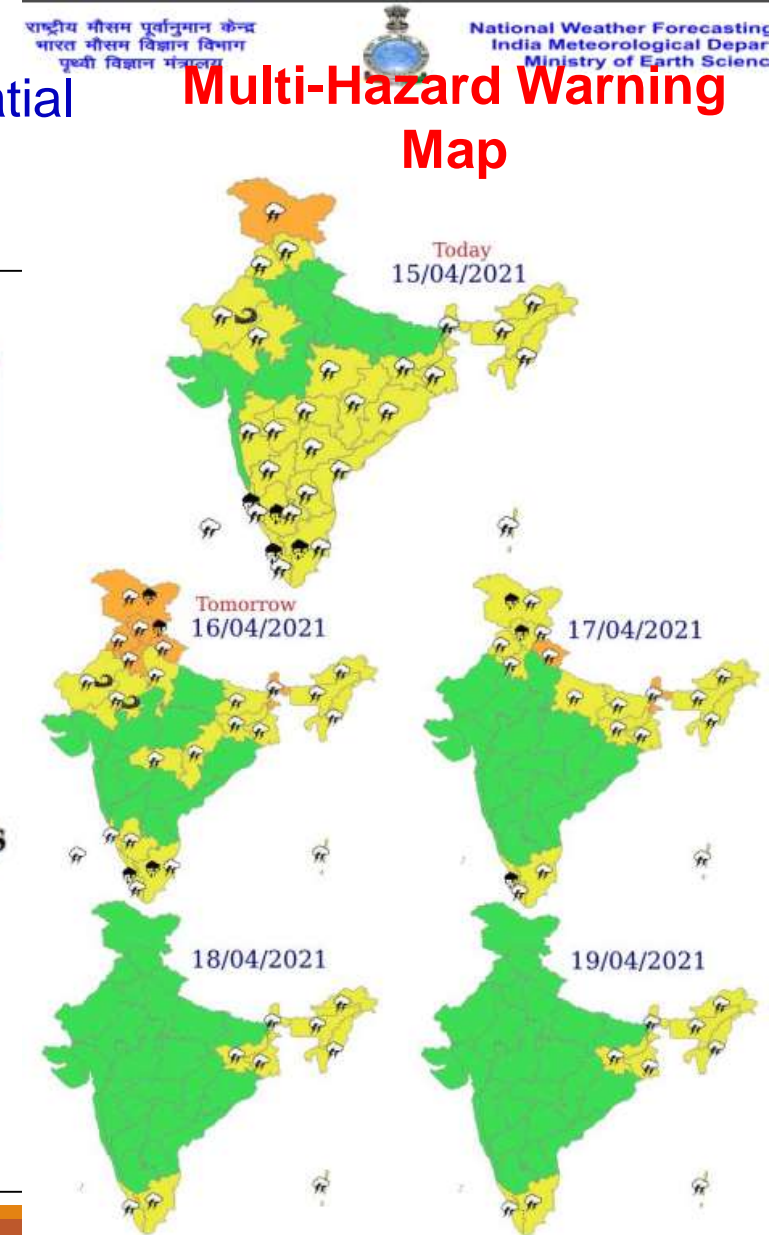 राष्ट्रीय मौसम पूर्वानुमान केन्द्र
भारत मौसम विज्ञान विभाग
पृथ्वी विज्ञान मंत्रालय
National Weather Forecasting
India Meteorological Depar
Ministry of Earth Scienc
atial
Multi-Hazard Warning
Map
Today
15/04/2021
Tomorrow
16/04/2021
17/04/2021
s
18/04/2021
19/04/2021